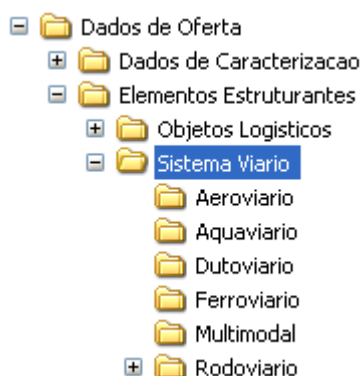 Dados de Oferta
Dados de Caracterizacao
Elementos Estruturantes
Objetos Logisticos
Sistema Viario
Aeroviario
Aquaviario
Dutoviario
Ferroviario
Multimodal
Rodoviario